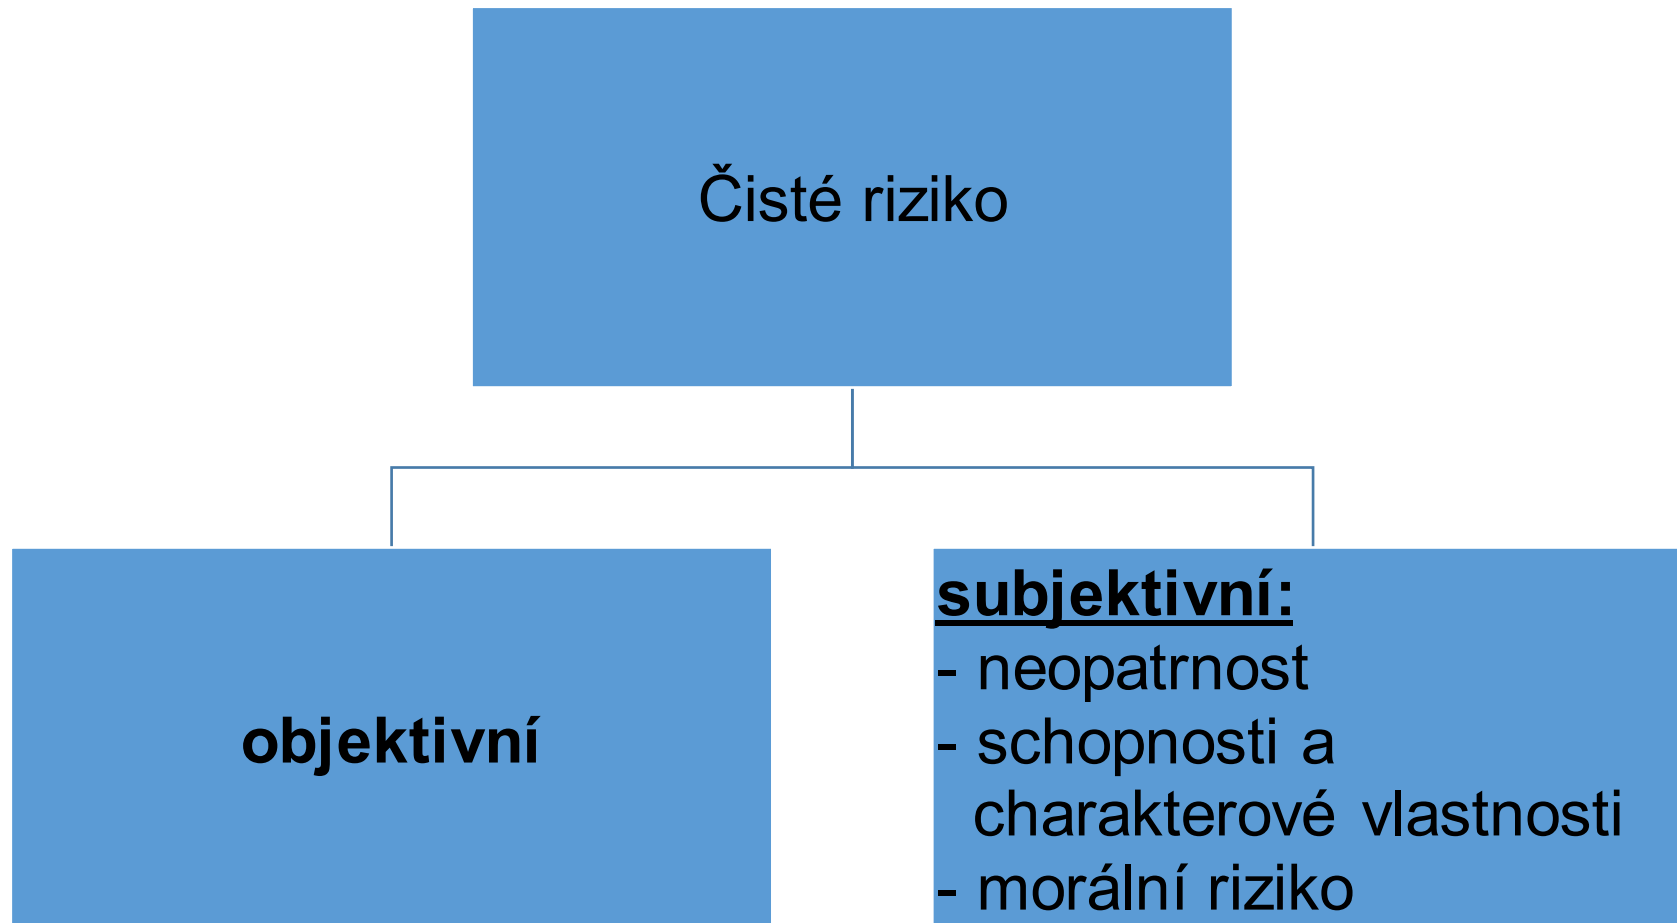 Čisté riziko
objektivní
subjektivní:
- neopatrnost
- schopnosti a
charakterové vlastnosti
- morální riziko